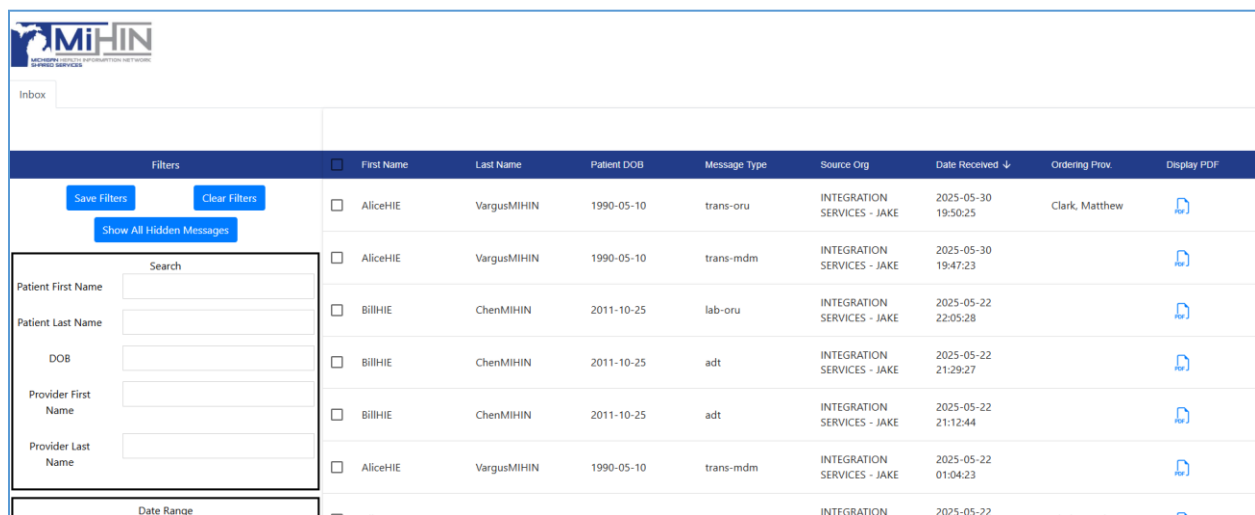 MiHIN
MICHIGAN HEALTH INFORMATION NETWORK
SHARED SERVICES
Inbox
Filters
Save Filters
Clear Filters
Show All Hidden Messages
Search
Patient First Name
Patient Last Name
DOB
Provider First
Name
Provider Last
Name
Date Range
First Name Last Name Patient DOB Message Type Source Org Date Received ↓ Ordering Prov. Display PDF
AliceHIE VargusMIHIN 1990-05-10 trans-oru INTEGRATION 2025-05-30 Clark, Matthew PDF
SERVICES - JAKE 19:50:25
AliceHIE VargusMIHIN 1990-05-10 trans-mdm INTEGRATION 2025-05-30 PDF
SERVICES - JAKE 19:47:23
BillHIE ChenMIHIN 2011-10-25 lab-oru INTEGRATION 2025-05-22 PDF
SERVICES - JAKE 22:05:28
BillHIE ChenMIHIN 2011-10-25 adt INTEGRATION 2025-05-22 PDF
SERVICES - JAKE 21:29:27
BillHIE ChenMIHIN 2011-10-25 adt INTEGRATION 2025-05-22 PDF
SERVICES - JAKE 21:12:44
AliceHIE VargusMIHIN 1990-05-10 trans-mdm INTEGRATION 2025-05-22 PDF
SERVICES - JAKE 01:04:23
INTEGRATION 2025-05-22